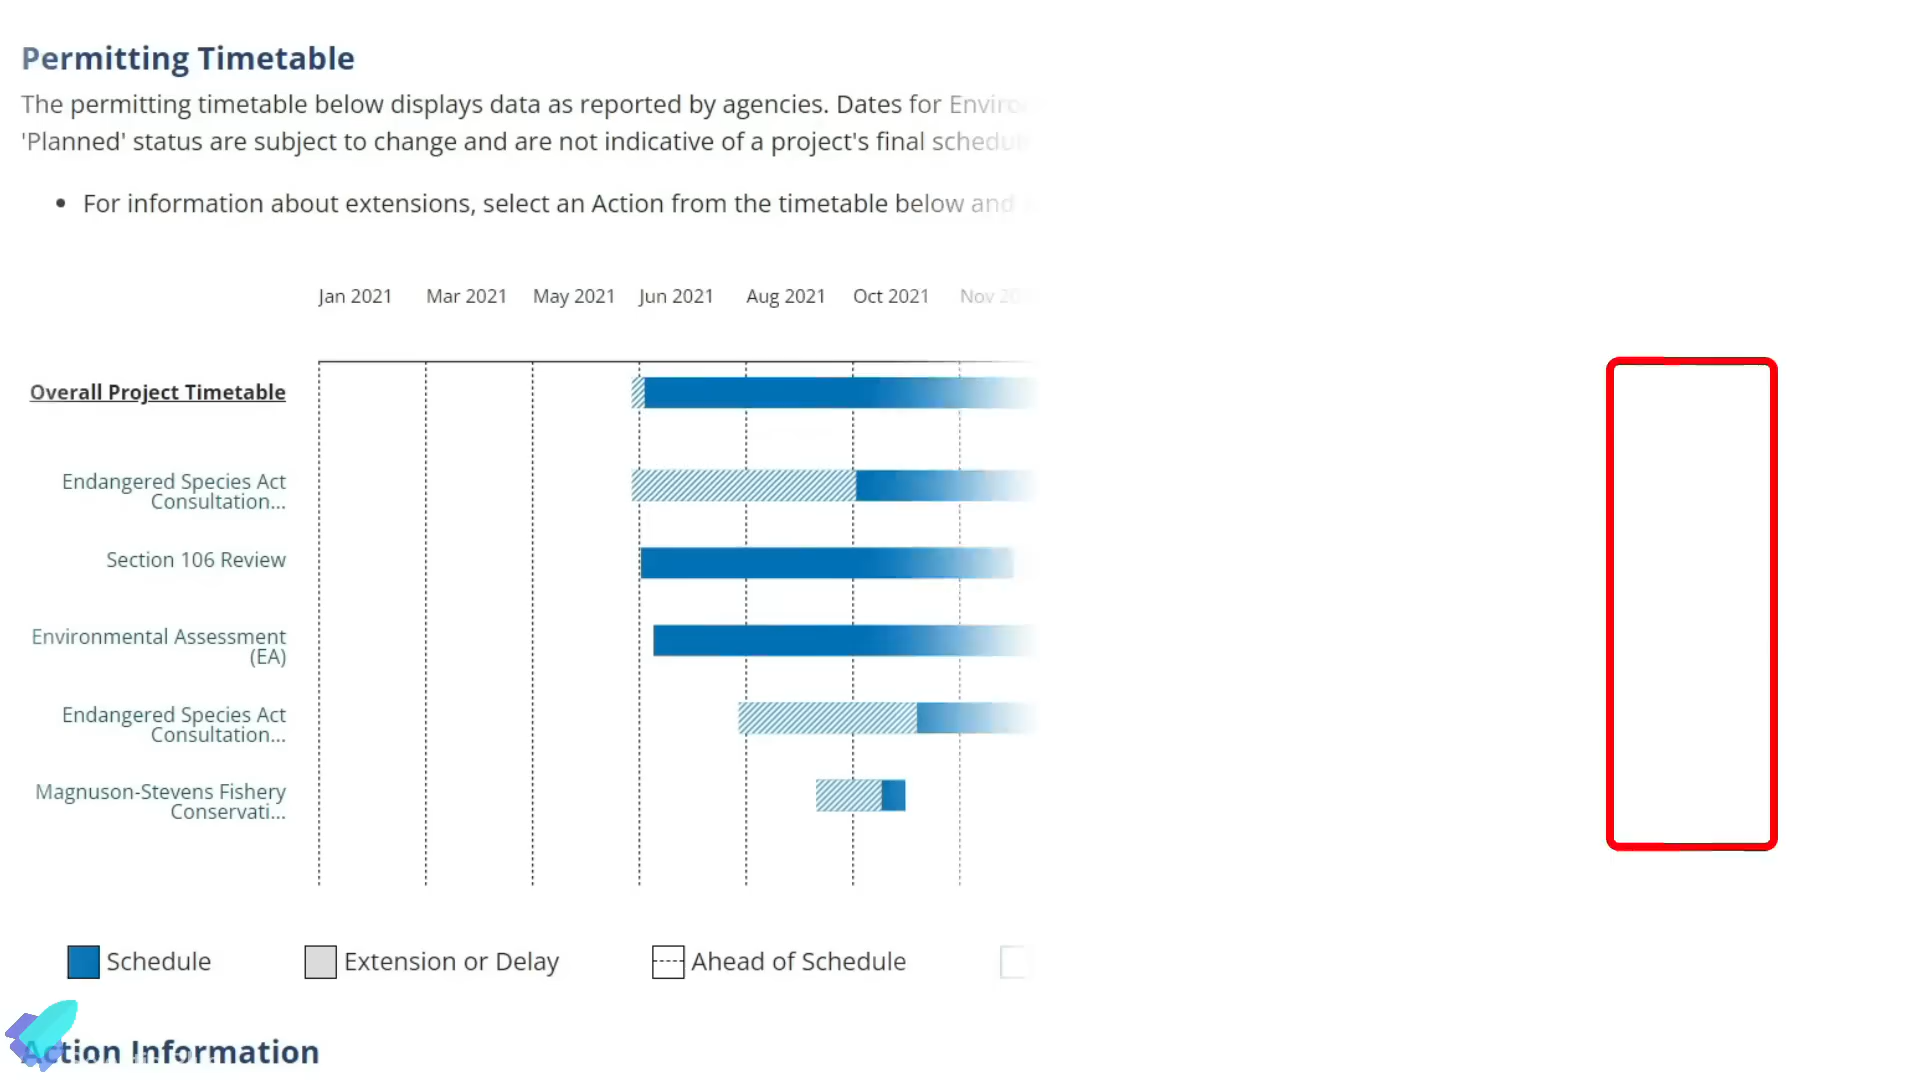 Permitting Timetable
The permitting timetable below displays data as reported by agencies. Dates for
'Planned' status are subject to change and are not indicative of a project's final
• For information about extensions, select an Action from the timetable below and
Jan 2021 Mar 2021 May 2021 Jun 2021 Aug 2021 Oct 2021 Nov
Overall Project Timetable
Endangered Species Act
Consultation...
Section 106 Review
Environmental Assessment
(EA)
Endangered Species Act
Consultation...
Magnuson-Stevens Fishery
Conservati...
Schedule Extension or Delay Ahead of Schedule
Action Information